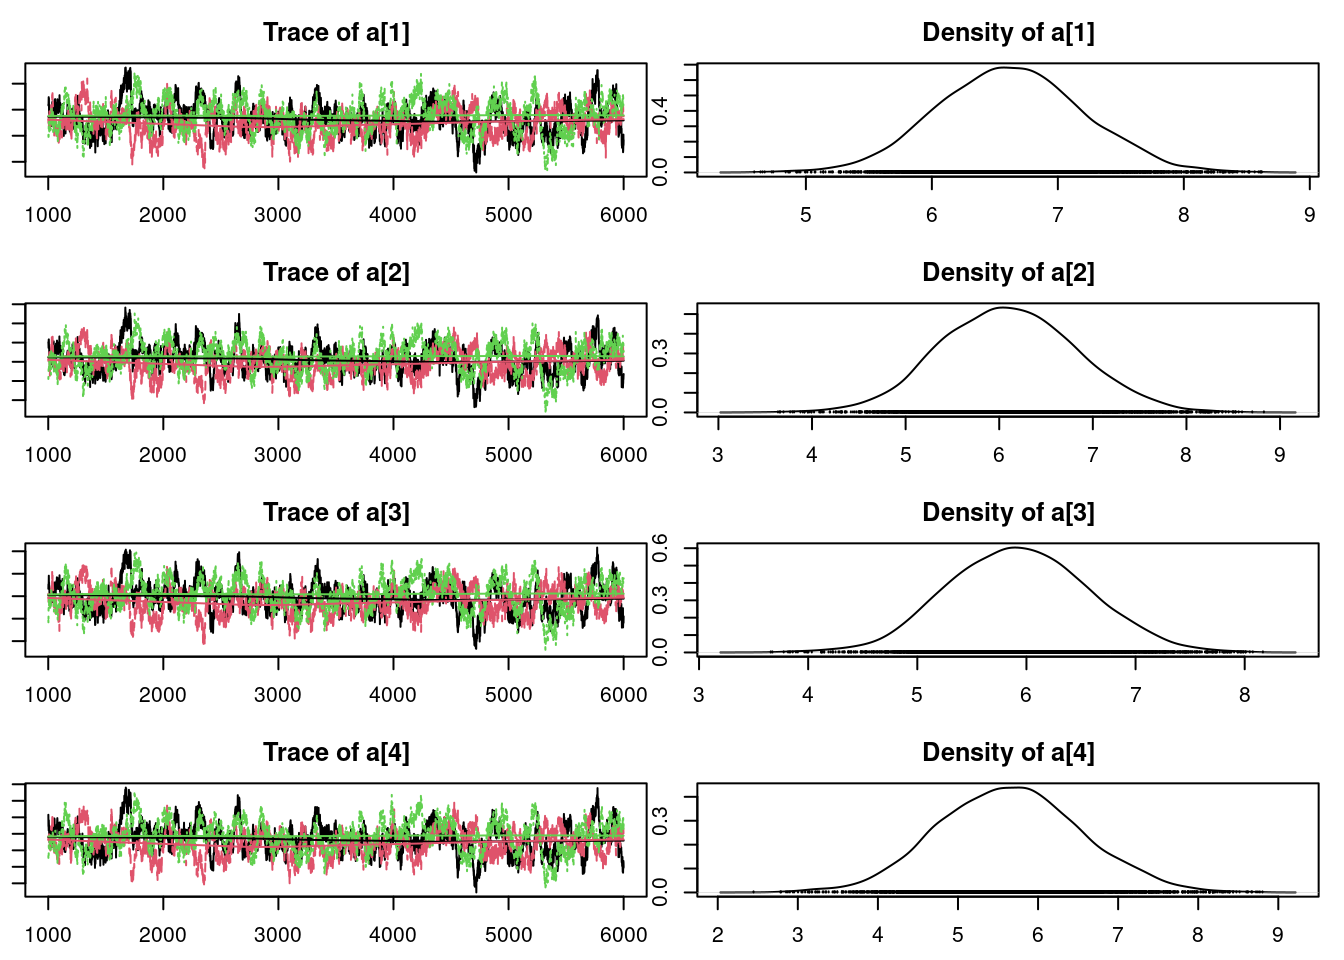 Trace of a[1]
1000 2000 3000 4000 5000 6000
Density of a[1]
0.0 0.4
5 6 7 8 9
Trace of a[2]
1000 2000 3000 4000 5000 6000
Density of a[2]
0.0 0.3
3 4 5 6 7 8 9
Trace of a[3]
1000 2000 3000 4000 5000 6000
Density of a[3]
0.0 0.3 0.6
3 4 5 6 7 8
Trace of a[4]
1000 2000 3000 4000 5000 6000
Density of a[4]
0.0 0.3
2 3 4 5 6 7 8 9